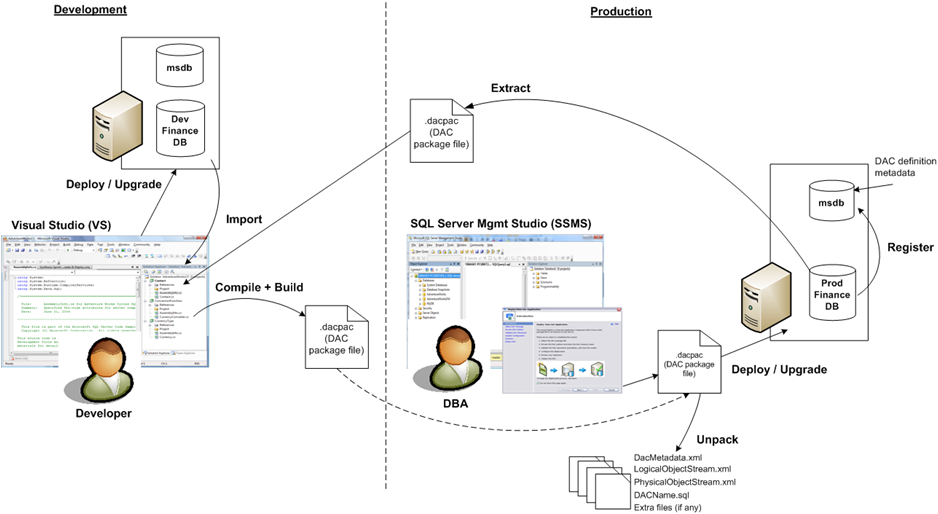 Development
Production
msdb
Dev
Finance
DB
Deploy / Upgrade
Import
Visual Studio (VS)
Compile + Build
.dacpac
(DAC
package file)
Developer
Extract
.dacpac
(DAC
package file)
SQL Server Mgmt Studio (SSMS)
DBA
DAC definition
metadata
msdb
Register
Prod
Finance
DB
.dacpac
(DAC package
file)
Deploy / Upgrade
Unpack
DacMetadata.xml
LogicalObjectStream.xml
PhysicalObjectStream.xml
DACName.sql
Extra files (if any)